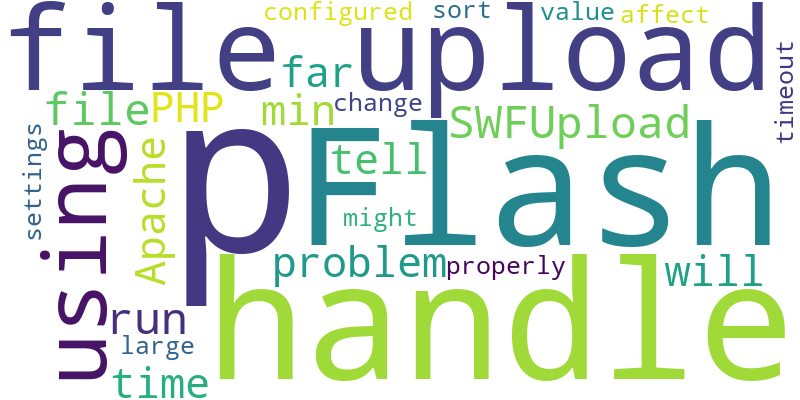 configured
sort
value
affect
file upload
far
file
PHP
min
change
SWFUpload
timeout
settings
using
Apache
p
Flash
tell
might
problem
properly
will
handle
run
large
time